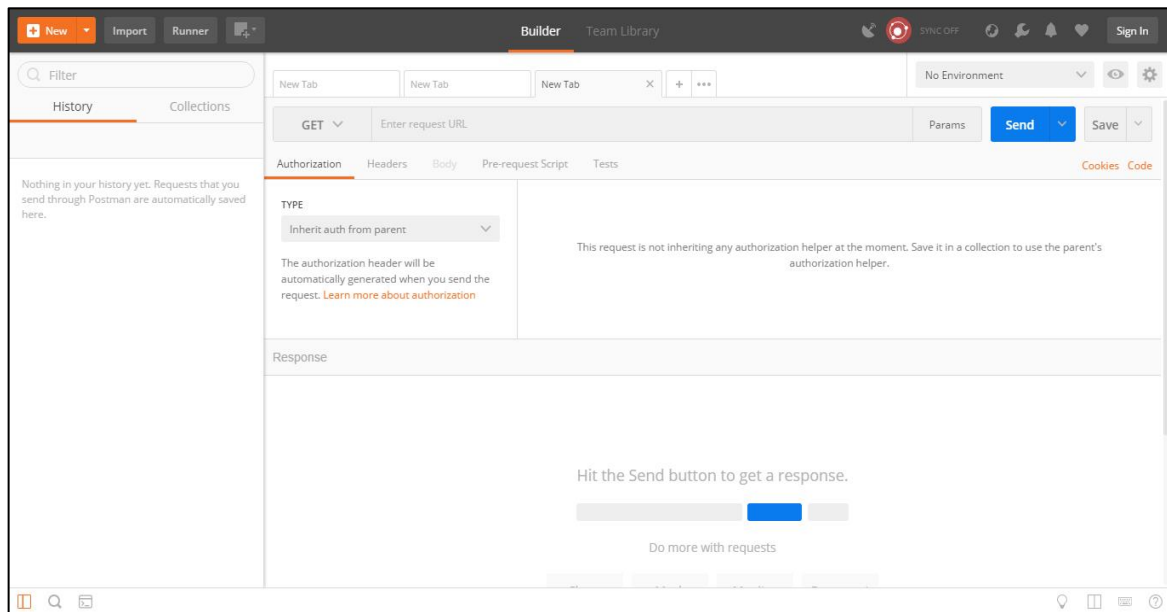 New
Import
Runner
Builder
Team Library
SYNC OFF
Sign In
Filter
History
Collections
Nothing in your history yet. Requests that you
send through Postman are automatically saved
here.
New Tab
New Tab
New Tab
No Environment
GET
Enter request URL
Params
Send
Save
Authorization
Headers
Body
Pre-request Script
Tests
Cookies
Code
TYPE
Inherit auth from parent
The authorization header will be
automatically generated when you send the
request. Learn more about authorization
This request is not inheriting any authorization helper at the moment. Save it in a collection to use the parent's
authorization helper.
Response
Hit the Send button to get a response.
Do more with requests